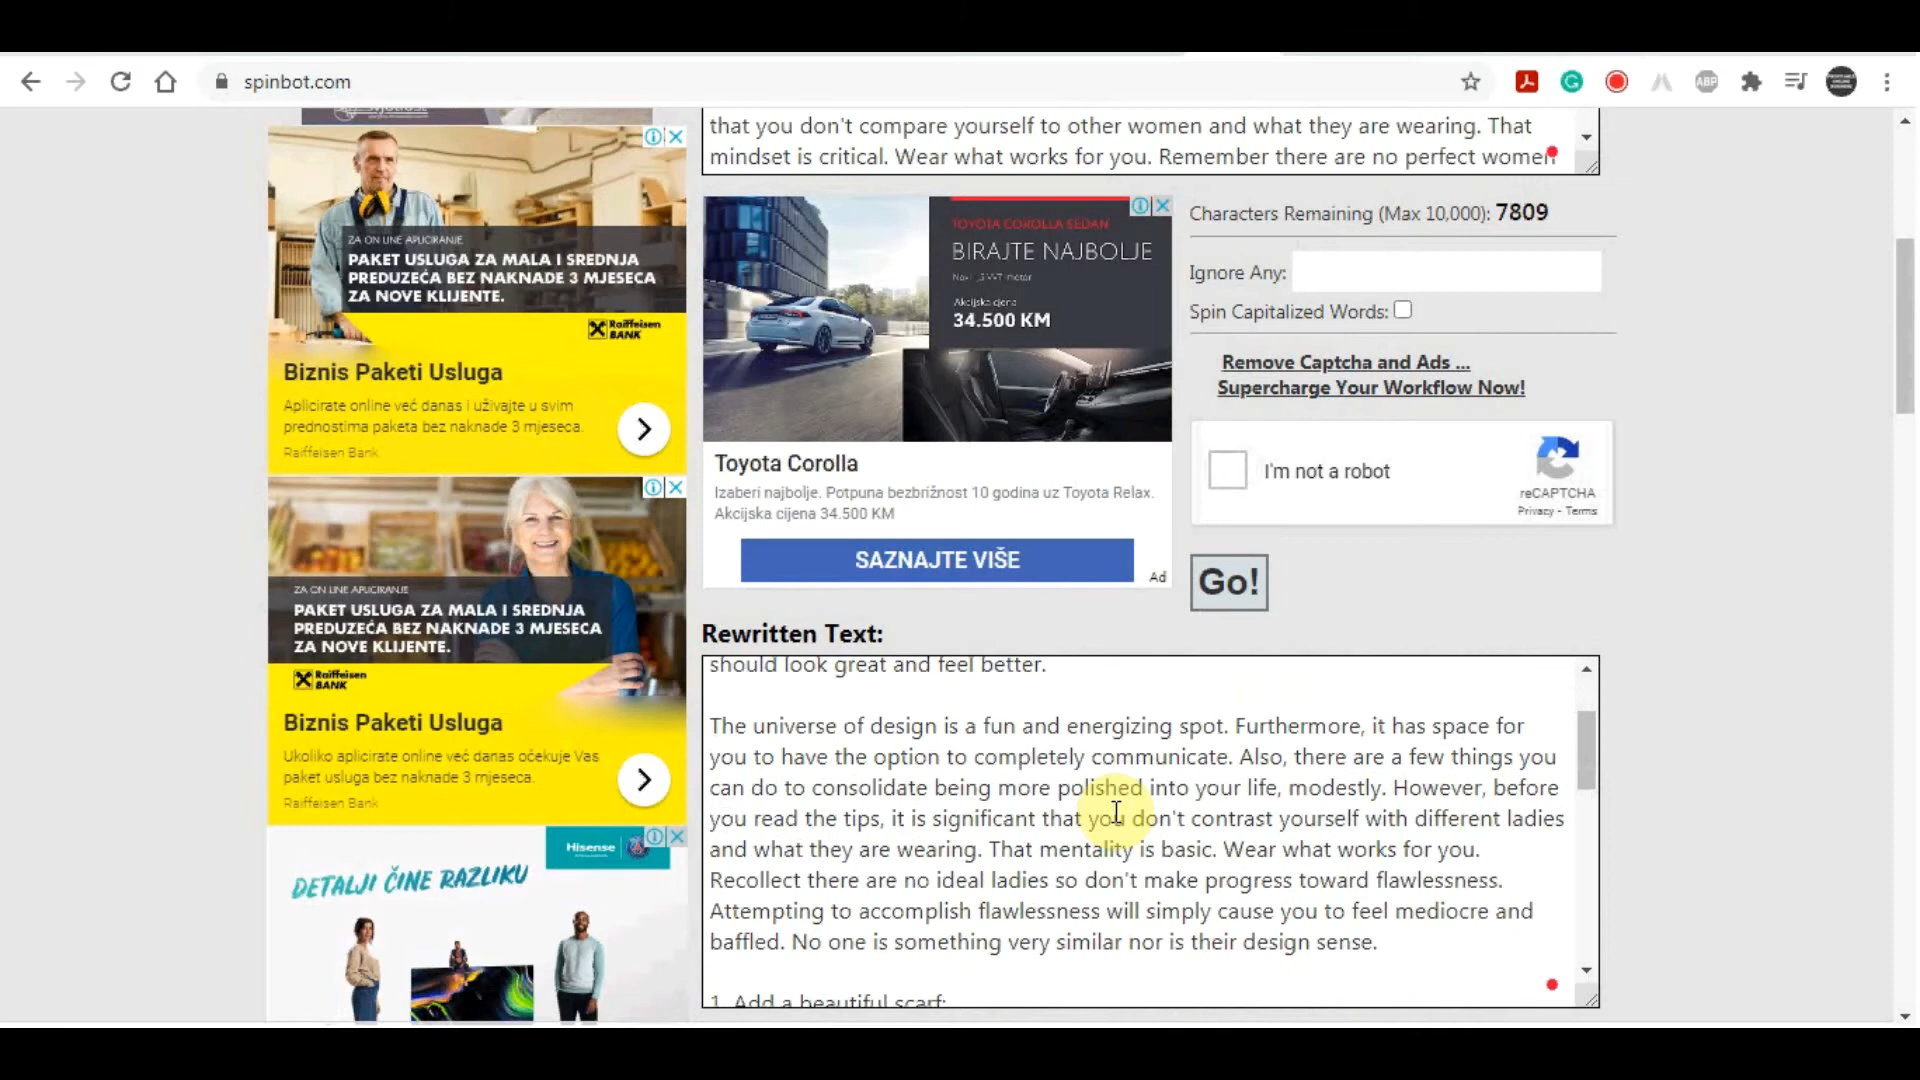 spinbot.com
ABP
that you don't compare yourself to other women and what they are wearing. That
mindset is critical. Wear what works for you. Remember there are no perfect women
ZA ON LINE APLICIRANJE
PAKET USLUGA ZA MALA I SREDNJA
PREDUZEĆA BEZ NAKNADE 3 MJESECA
ZA NOVE KLIJENTE.
Raiffeisen
BANK
Biznis Paketi Usluga
Aplicirate online već danas i uživajte u svim
prednostima paketa bez naknade 3 mjeseca.
Raiffeisen Bank
ZA ON LINE APLICIRANJE
PAKET USLUGA ZA MALA I SREDNJA
PREDUZEĆA BEZ NAKNADE 3 MJESECA
ZA NOVE KLIJENTE.
Raiffeisen
BANK
Biznis Paketi Usluga
Ukoliko aplicirate online već danas očekuje Vas
paket usluga bez naknade 3 mjeseca.
Raiffeisen Bank
Hisense
DETALJI ČINE RAZLIKU
TOYOTA COROLLA SEDAN
BIRAJTE NAJBOLJE
Akcijska cijena
34.500 KM
Toyota Corolla
Izaberi najbolje. Potpuna bezbrižnost 10 godina uz Toyota Relax.
Akcijska cijena 34.500 KM
SAZNAJTE VIŠE
Ad
Characters Remaining (Max 10,000): 7809
Ignore Any:
Spin Capitalized Words:
Remove Captcha and Ads ...
Supercharge Your Workflow Now!
I'm not a robot
reCAPTCHA
Privacy - Terms
Go!
Rewritten Text:
should look great and feel better.
The universe of design is a fun and energizing spot. Furthermore, it has space for
you to have the option to completely communicate. Also, there are a few things you
can do to consolidate being more polished into your life, modestly. However, before
you read the tips, it is significant that you don't contrast yourself with different ladies
and what they are wearing. That mentality is basic. Wear what works for you.
Recollect there are no ideal ladies so don't make progress toward flawlessness.
Attempting to accomplish flawlessness will simply cause you to feel mediocre and
baffled. No one is something very similar nor is their design sense.
1. Add a beautiful scarf: